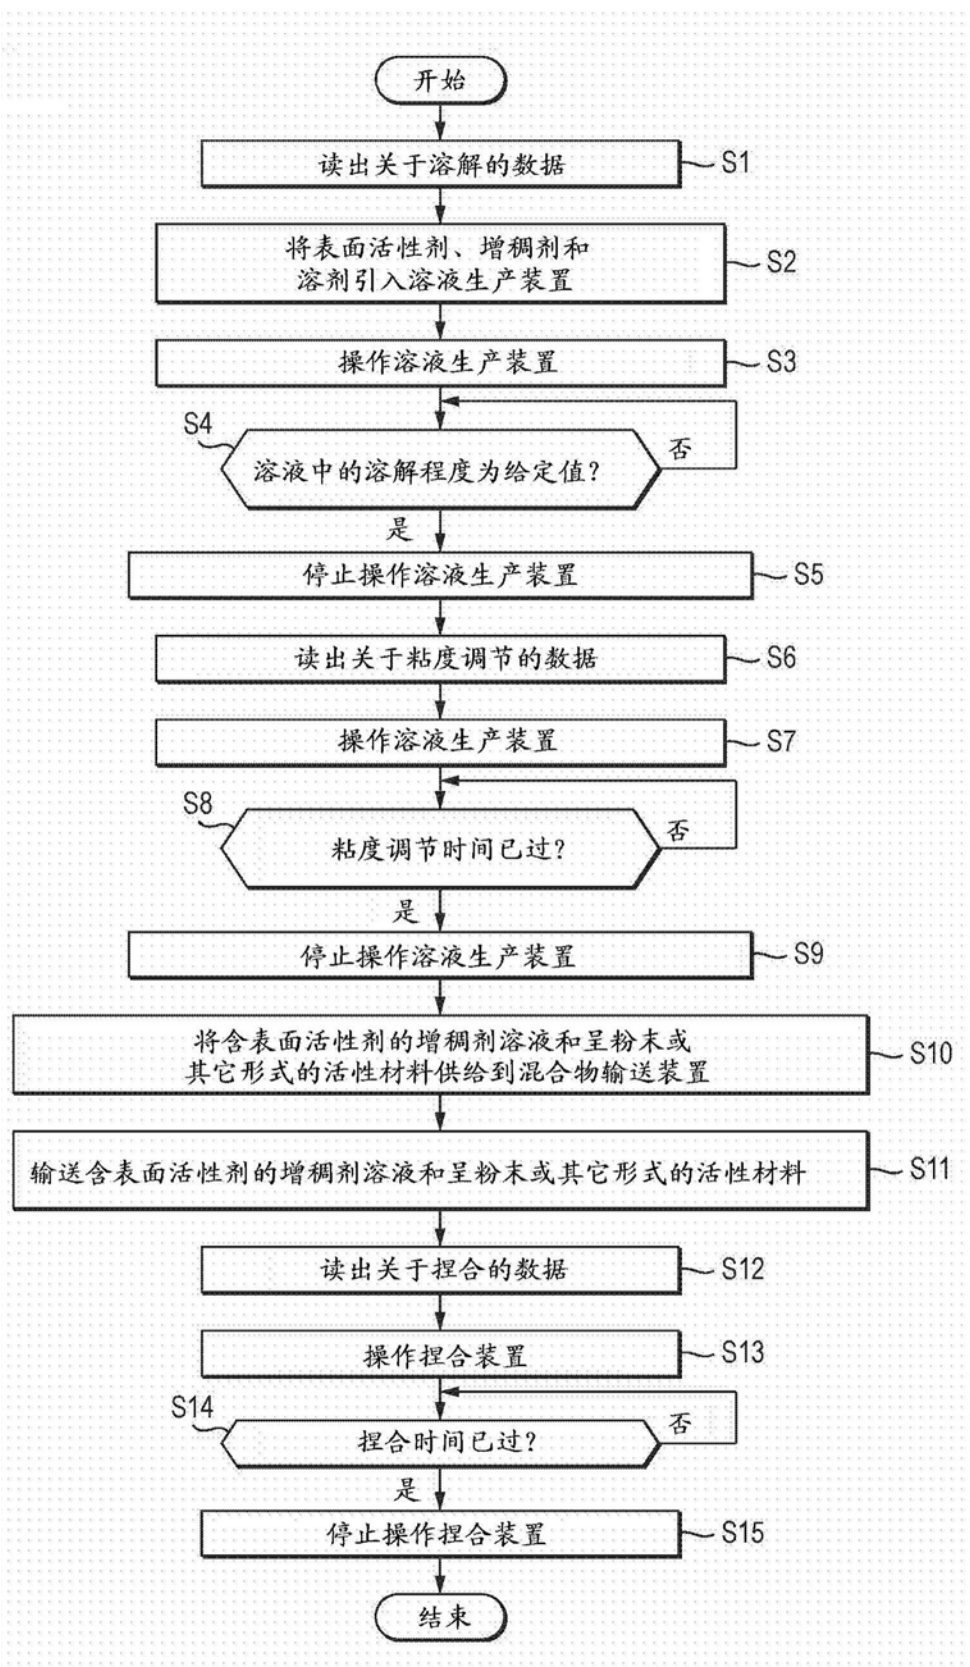 开始
读出关于溶解的数据
S1
将表面活性剂、增稠剂和
溶剂引入溶液生产装置
S2
操作溶液生产装置
S3
S4
溶液中的溶解程度为给定值？
否
是
停止操作溶液生产装置
S5
读出关于粘度调节的数据
S6
操作溶液生产装置
S7
S8
粘度调节时间已过？
否
是
停止操作溶液生产装置
S9
将含表面活性剂的增稠剂溶液和呈粉末或
其它形式的活性材料供给到混合物输送装置
S10
输送含表面活性剂的增稠剂溶液和呈粉末或其它形式的活性材料
S11
读出关于捏合的数据
S12
操作捏合装置
S13
S14
捏合时间已过？
否
是
停止操作捏合装置
S15
结束